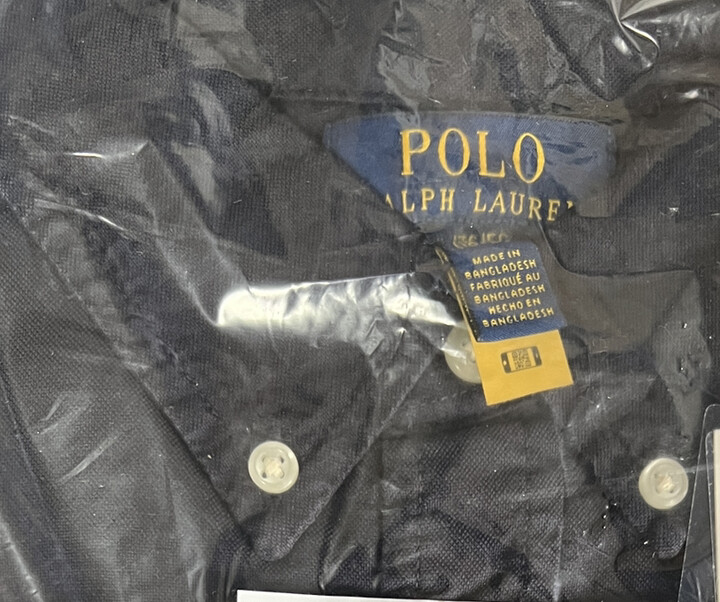 POLO
ALPH LAURE
MADE IN
BANGLADESH
FABRIQUÉ AU
BANGLADESH
HECHO EN
BANGLADESH